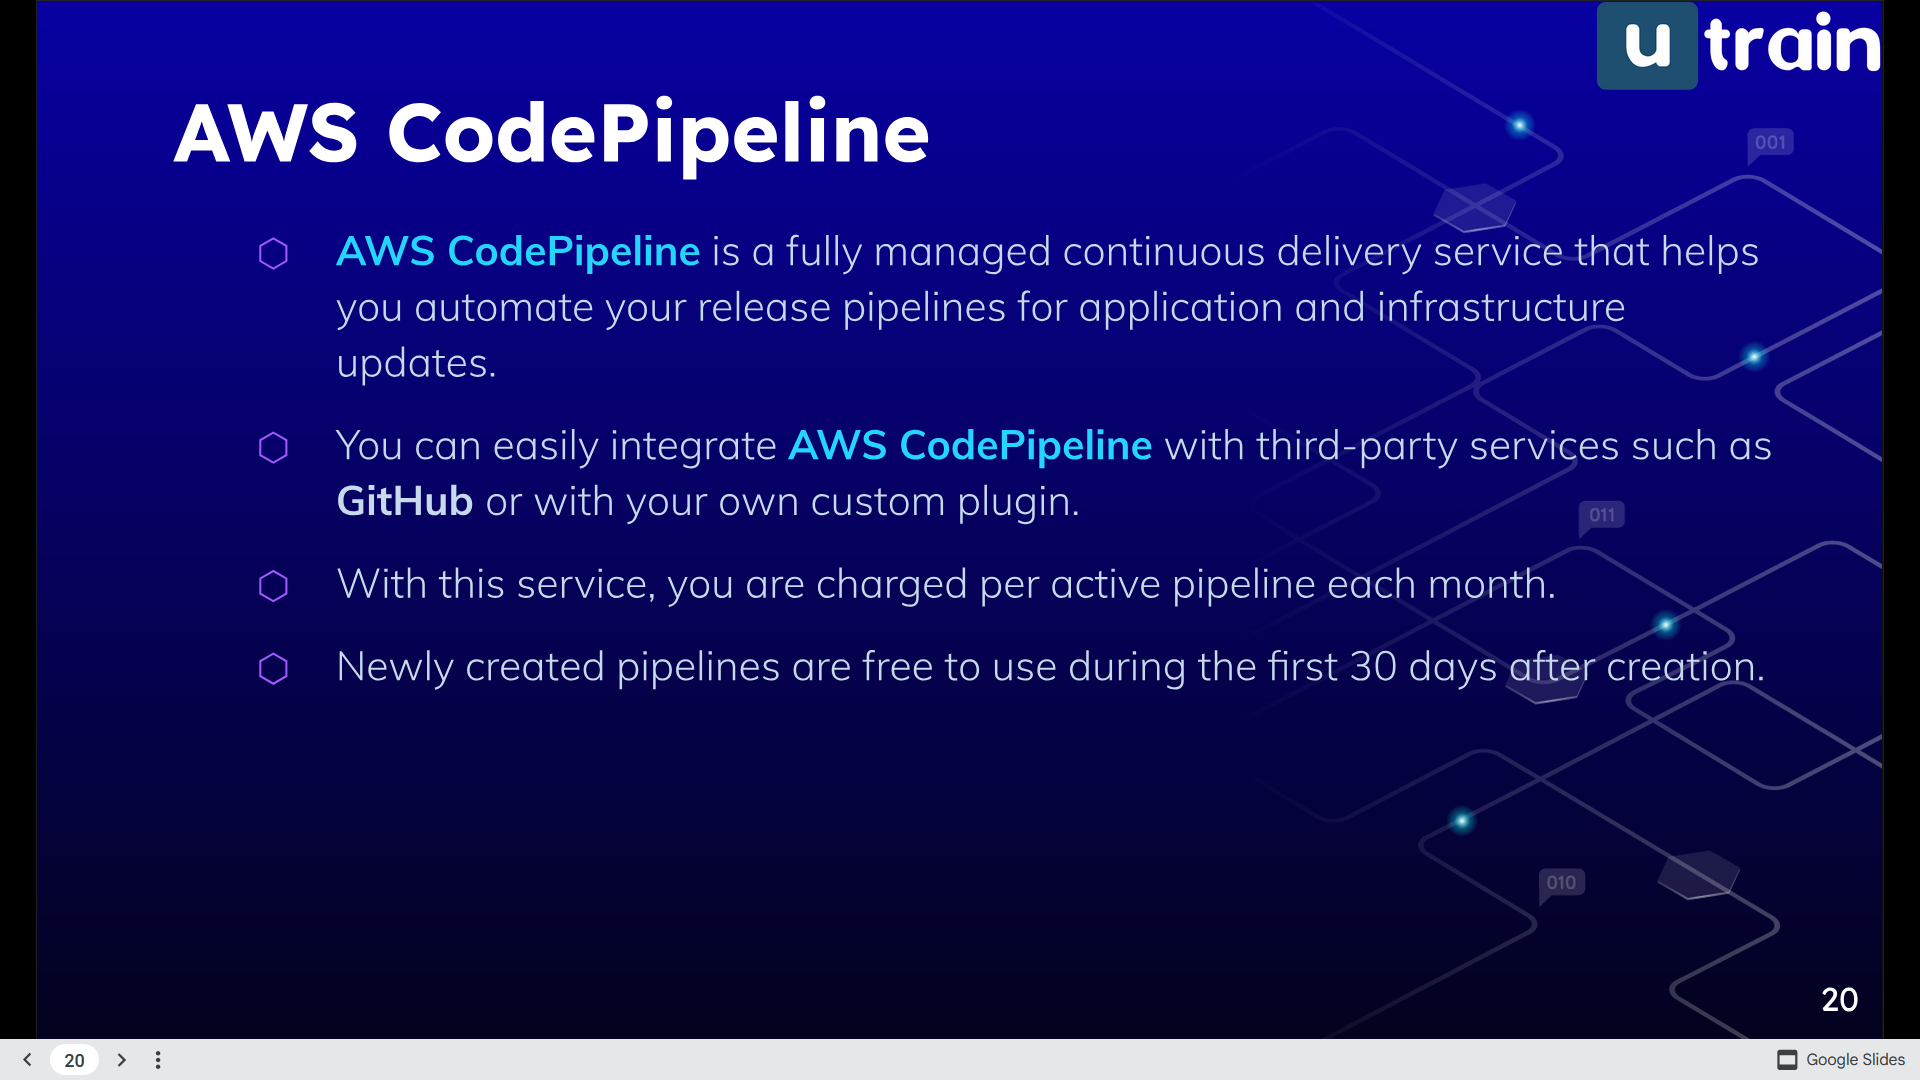 u train
AWS CodePipeline
001
AWS CodePipeline is a fully managed continuous delivery service that helps
you automate your release pipelines for application and infrastructure
updates.
You can easily integrate AWS CodePipeline with third-party services such as
GitHub or with your own custom plugin.
011
With this service, you are charged per active pipeline each month.
Newly created pipelines are free to use during the first 30 days after creation.
010
20
20
Google Slides